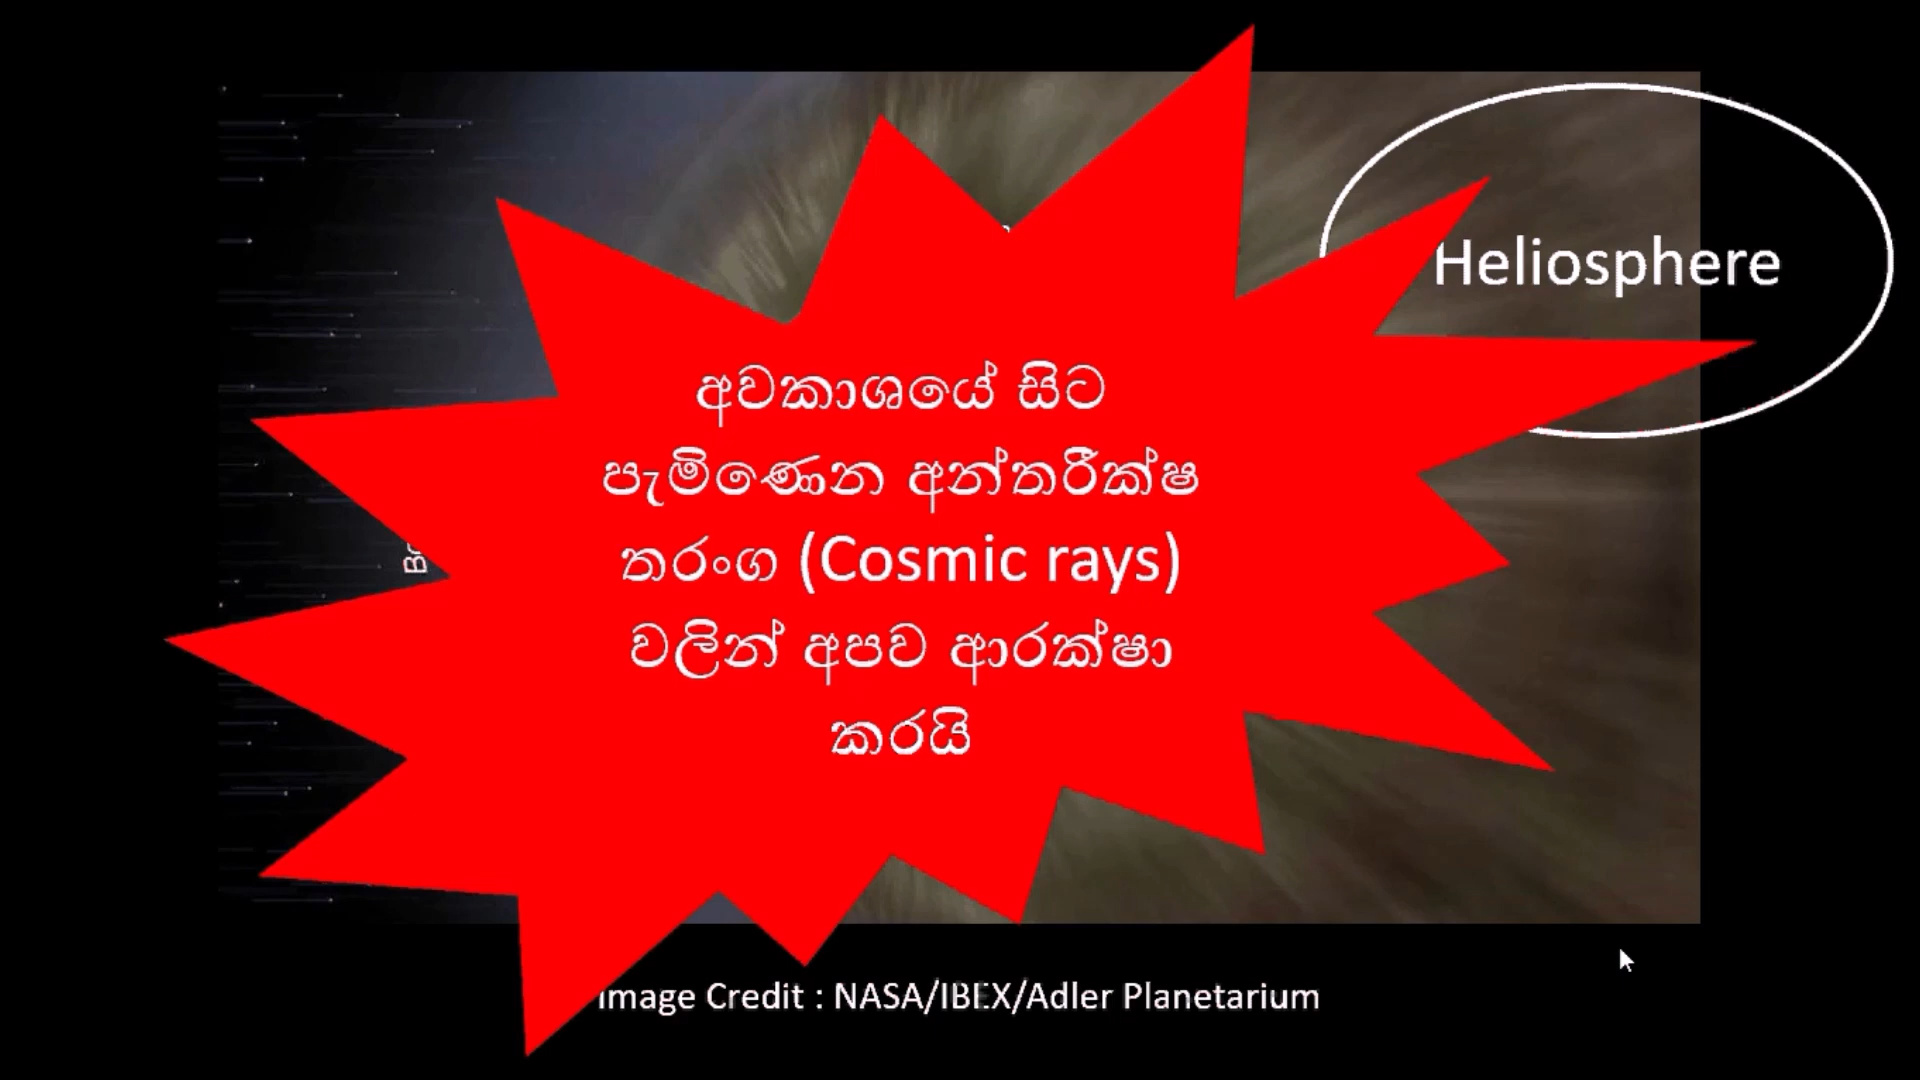 Heliosphere
අවකාශයේ සිට
පැමිණෙන අන්තරීක්ෂ
තරංග (Cosmic rays)
වලින් අපව ආරක්ෂා
කරයි
Image Credit : NASA/IBEX/Adler Planetarium